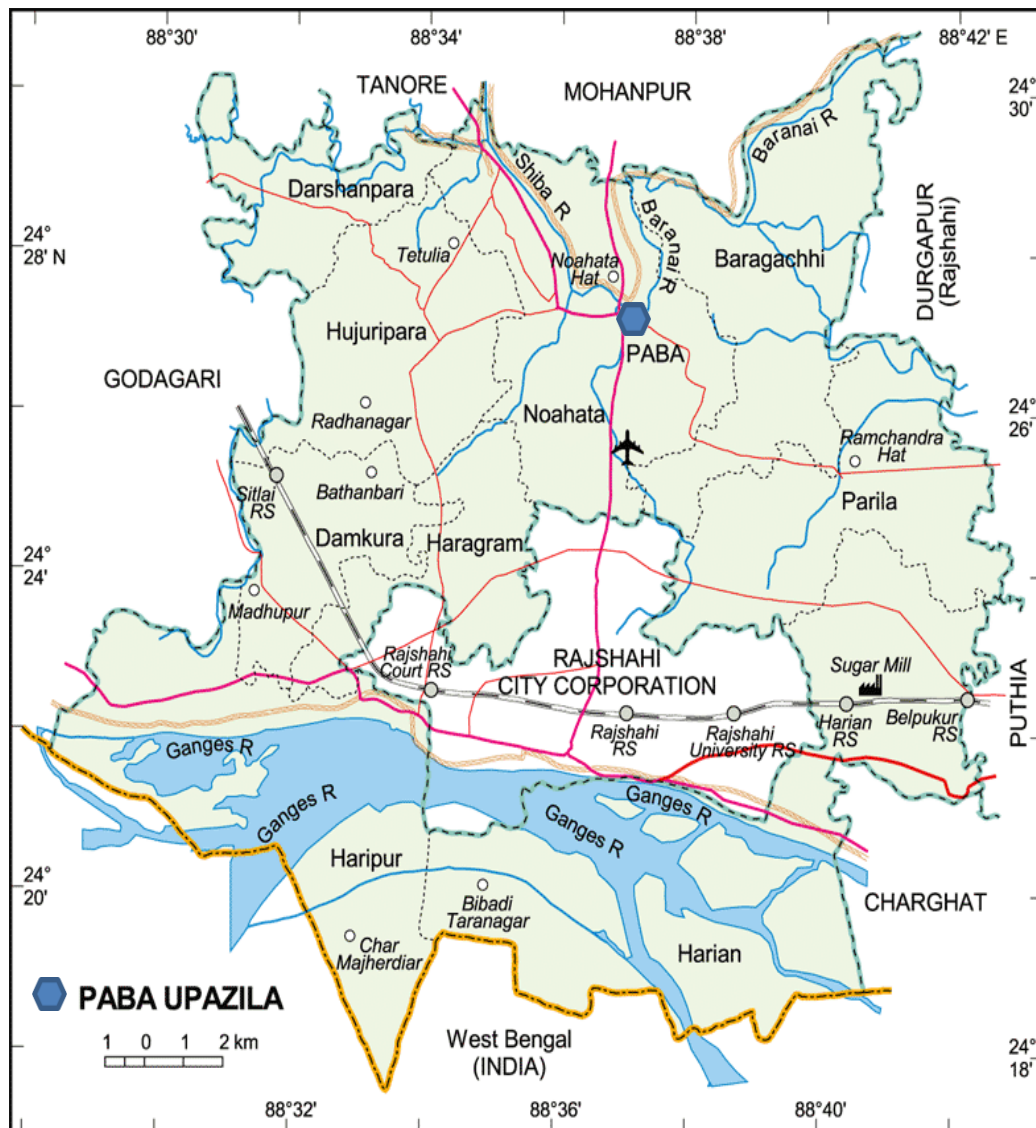 88°30'
88°34'
88°38'
88°42' E
TANORE
MOHANPUR
24°
30'
Baranai R
Shiba R
Darshanpara
Baranai R
24°
28' N
Tetulia
Noahata
Hat
Baragachhi
DURGAPUR
(Rajshahi)
Hujuripara
PABA
GODAGARI
Radhanagar
Noahata
24°
26'
Ramchandra
Hat
Sitlai
RS
Bathanbari
Parila
Damkura
Haragram
24°
24'
Madhupur
Rajshahi
Court RS
RAJSHAHI
CITY CORPORATION
Sugar Mill
Rajshahi
RS
Rajshahi
University RS
Harian
RS
Belpukur
RS
PUTHIA
24°
22'
Ganges R
Ganges R
Ganges R
Ganges R
Haripur
24°
20'
Bibadi
Taranagar
CHARGHAT
Char
Majherdiar
Harian
PABA UPAZILA
1 0 1 2 km
West Bengal
(INDIA)
24°
18'
88°32'
88°36'
88°40'